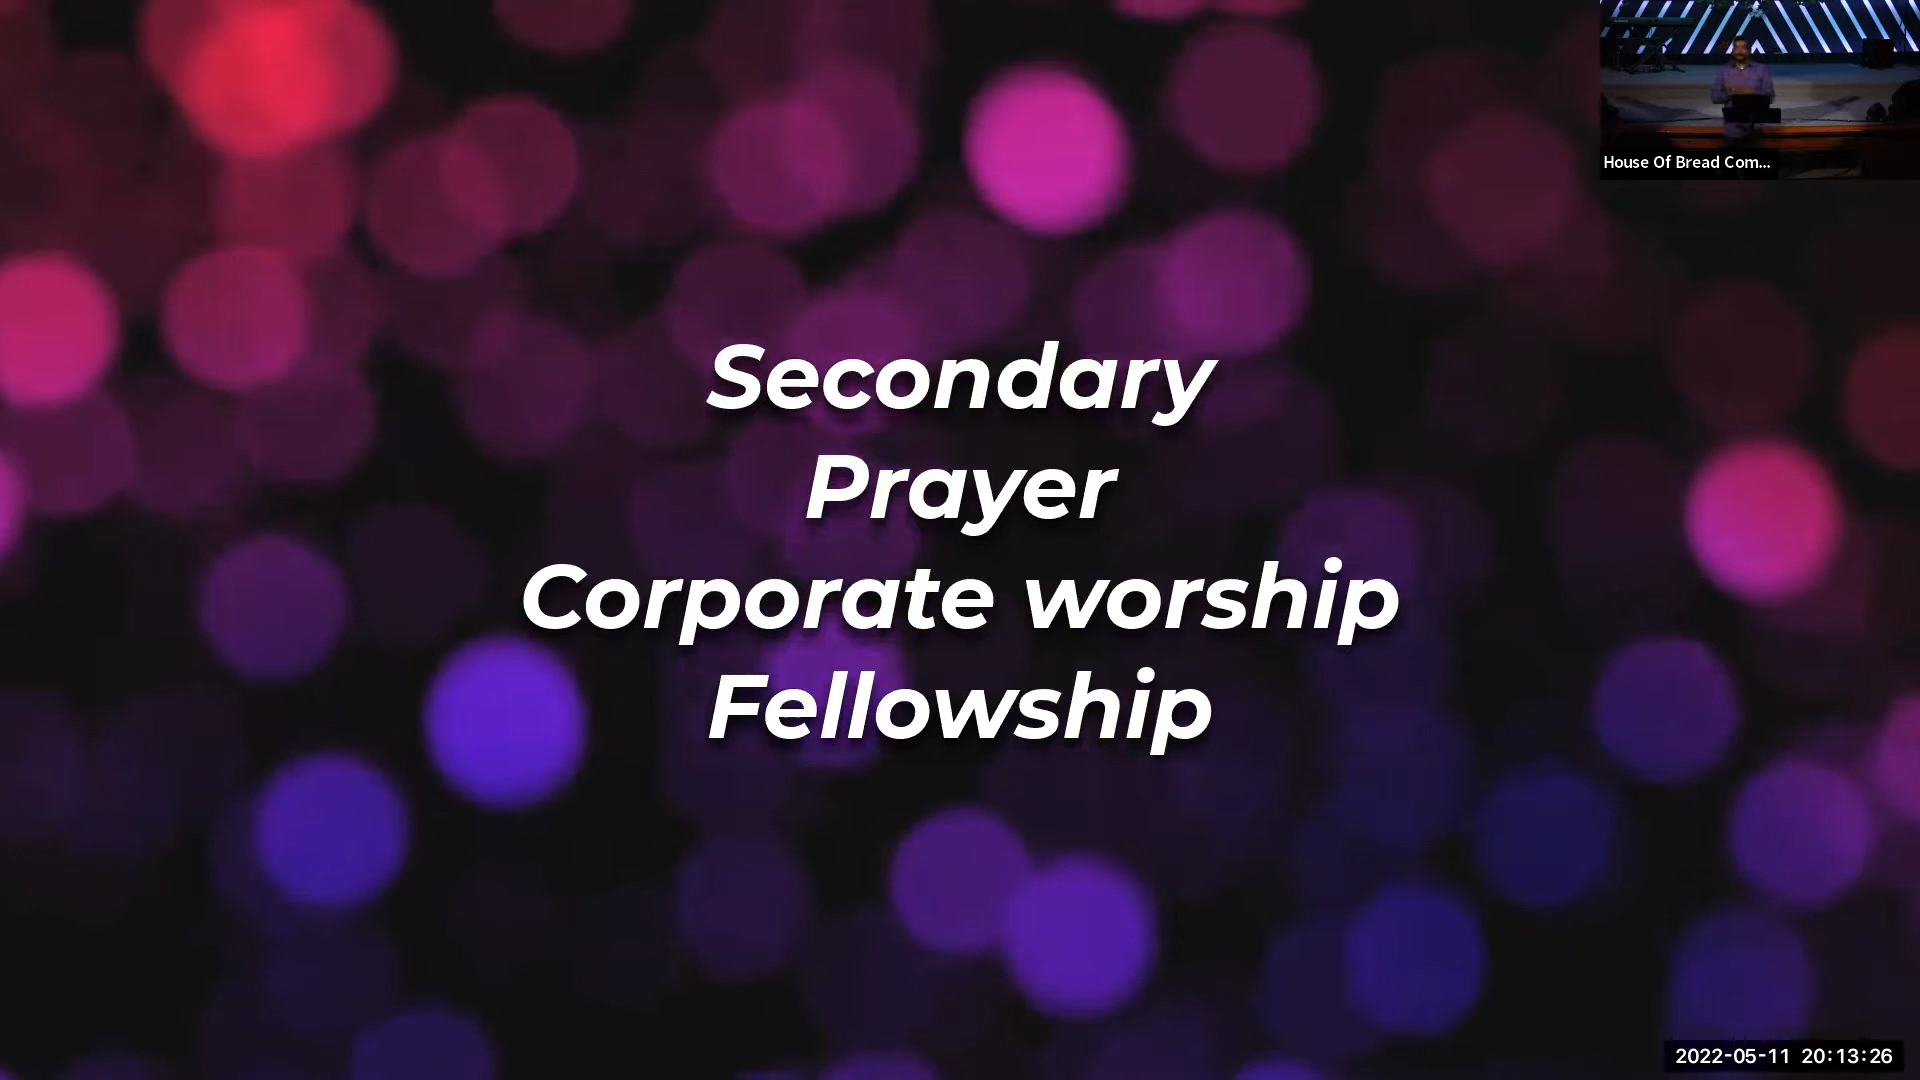 House Of Bread Com...
Secondary
Prayer
Corporate worship
Fellowship
2022-05-11 20:13:26